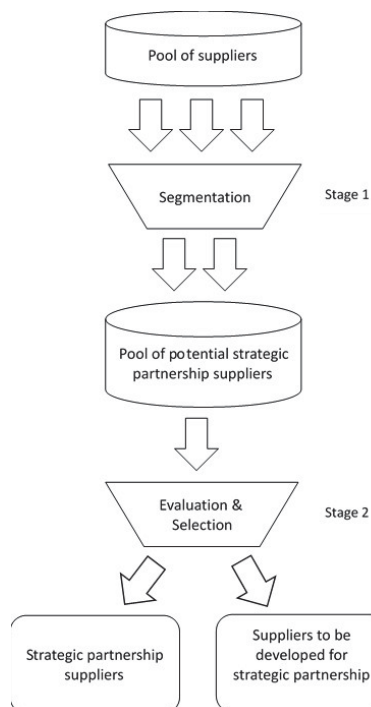 Pool of suppliers
Segmentation
Stage 1
Pool of potential strategic
partnership suppliers
Evaluation &
Selection
Stage 2
Strategic partnership
suppliers
Suppliers to be
developed for
strategic partnership